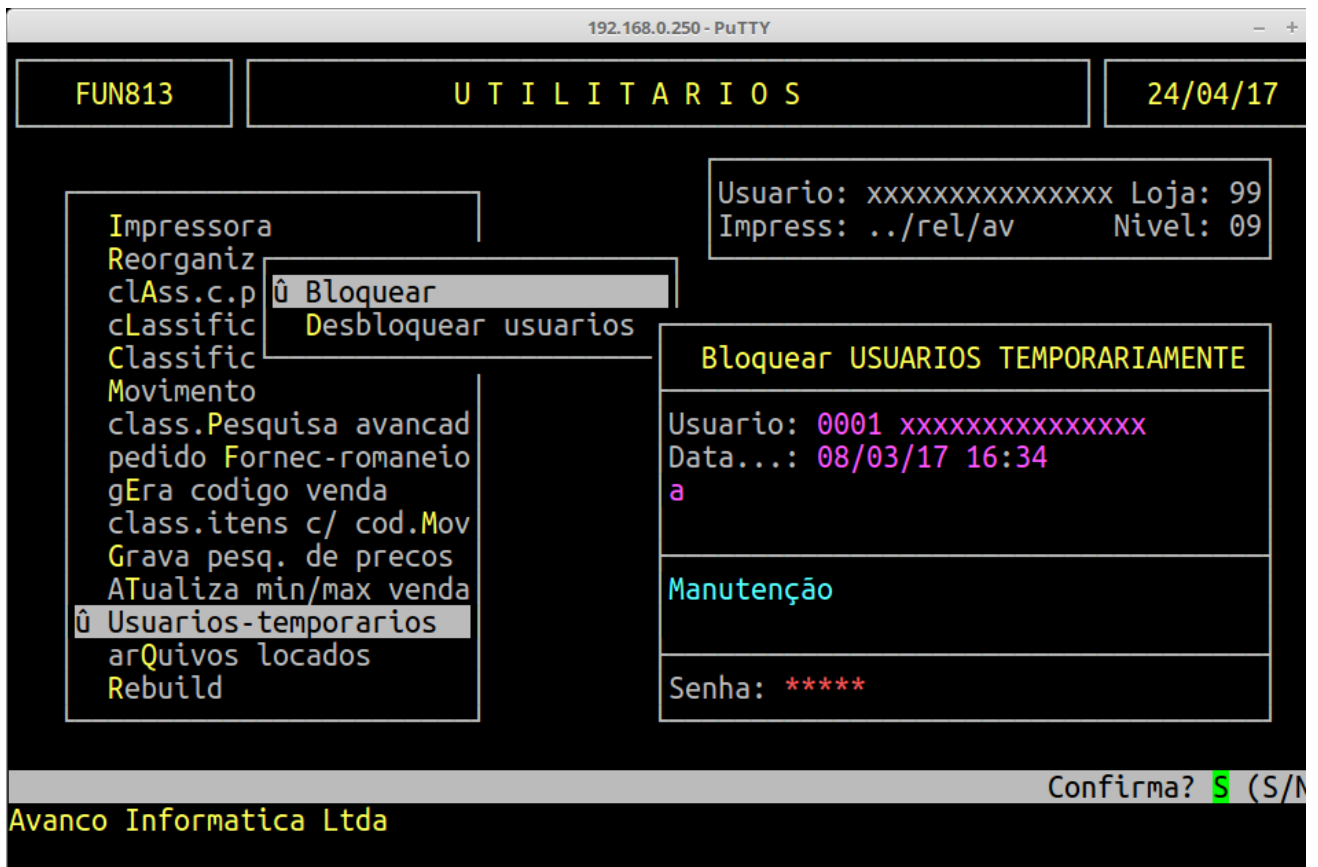 192.168.0.250 - PuTTY
FUN813
U T I L I T A R I O S
24/04/17
Usuario: xxxxxxxxxxxxxxx Loja: 99
Impress: ../rel/av Nivel: 09
Impressora
Reorganiz
clAss.c.p
cLassific
Classific
û Bloquear
Desbloquear usuarios
Movimento
class.Pesquisa avancad
pedido Fornec-romaneio
gEra codigo venda
class.itens c/ cod.Mov
Grava pesq. de precos
ATualiza min/max venda
û Usuarios-temporarios
arQuivos locados
Rebuild
Bloquear USUARIOS TEMPORARIAMENTE
Usuario: 0001 xxxxxxxxxxxxxxx
Data...: 08/03/17 16:34
a
Manutenção
Senha: *****
Confirma? S (S/N
Avanco Informatica Ltda